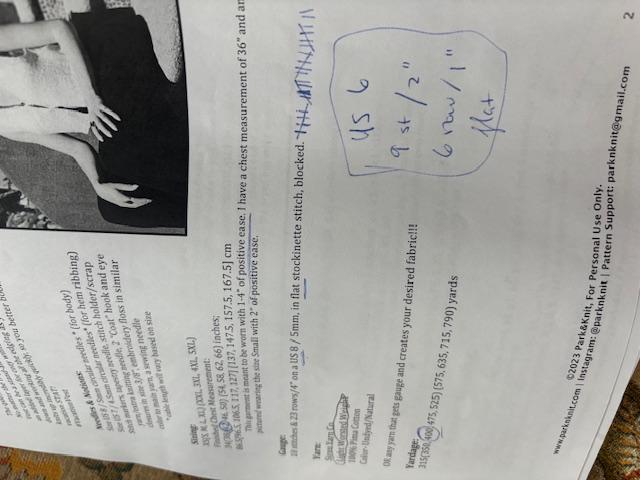 The
No matter the
Vest can be a stand-
an added layer for cozy with
down and working all the edging as
knits up incredibly quickly, so you better boo
vacation STAT!
#VacationVest
Needles & Notions:
Size US 8 / 5mm circular needles * (for body)
Size US 7 / 4.5mm circular needles* (for hem ribbing)
Stitch markers, tapestry needle, stitch holder/scrap
yarn/extra knitting needle, 2 "Coat" hook and eye
closures in size 3/8", embroidery floss in similar
color to main yarn, a sewing needle
*cable length will vary based on size
Sizing:
XS(S, M, L, XL) (XXL, 3XL, 4XL, 5XL)
Finished Chest Measurement:
34(38, 42, 46, 50) (54, 58, 62, 66) inches;
86.5[96.5, 106.5, 117, 127] [137, 147.5, 157.5, 167.5] cm
This garment is meant to be worn with 1-4" of positive ease. I have a chest measurement of 36" and am
pictured wearing the size Small with 2" of positive ease.
Gauge:
18 stitches & 23 rows/4" on a US 8 / 5mm, in flat stockinette stitch, blocked.
Yarn:
Yarn Co
Light Worsted Weight
100% Pima Cotton
Color-Undyed/Natural
OR any yarn that gets gauge and creates your desired fabric!!!
Yardage:
315(350, 400, 475, 525) (575, 635, 715, 790) yards
US 6
9 st / 2"
6 row / 1"
flat
©2023 Park&Knit, For Personal Use Only.
www.parknknit.com | Instagram: @parknknit | Pattern Support: parknknit@gmail.com
2